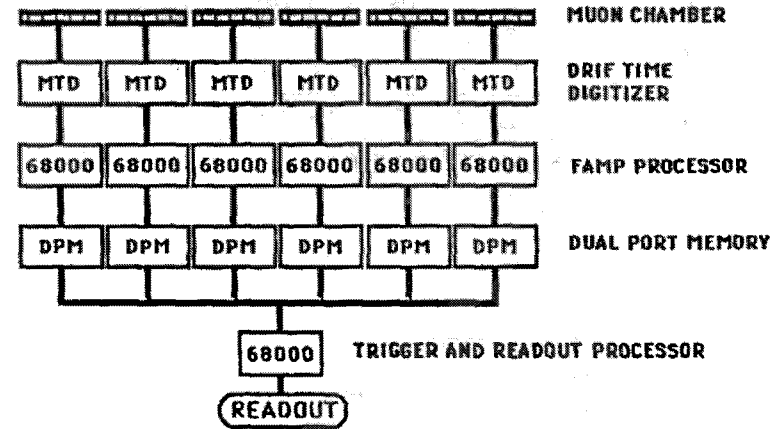 MUON CHAMBER
MTD MTD MTD MTD MTD MTD DRIF TIME
DIGITIZER
68000 68000 68000 68000 68000 68000 FAMP PROCESSOR
DPM DPM DPM DPM DPM DPM DUAL PORT MEMORY
68000 TRIGGER AND READOUT PROCESSOR
READOUT